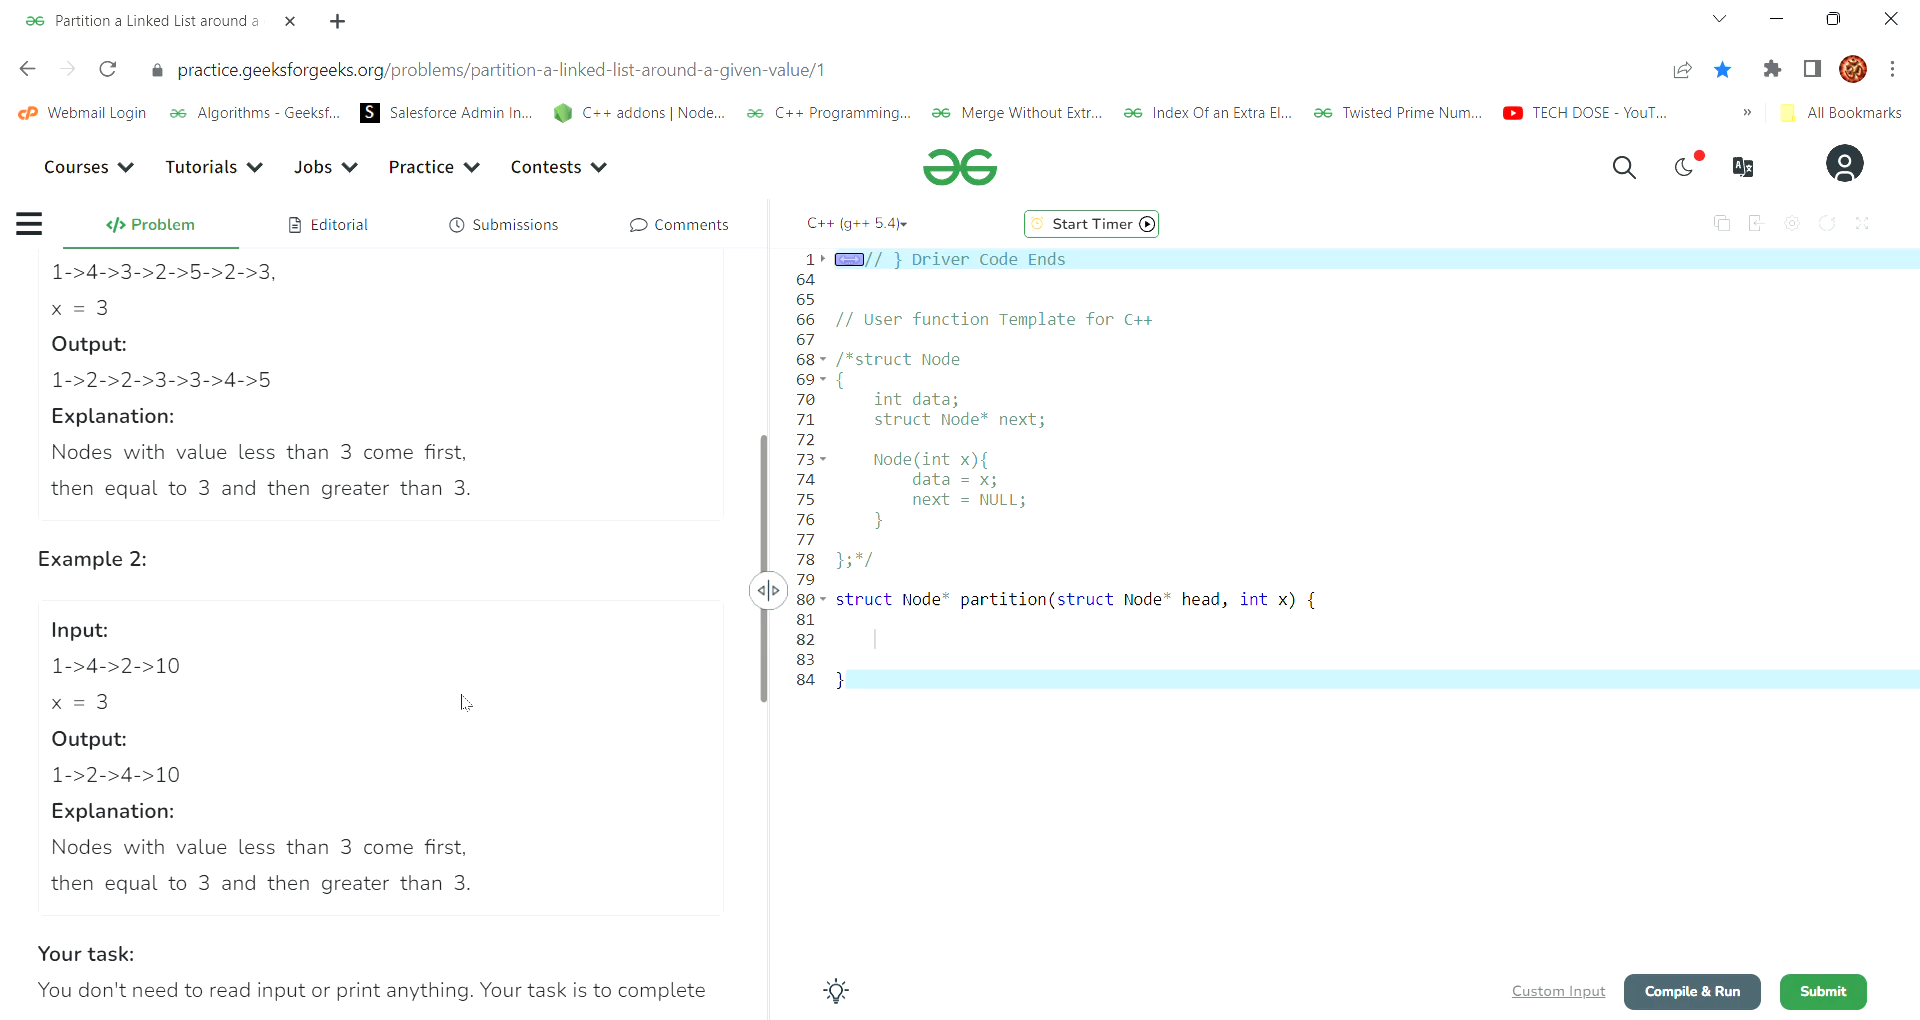 Partition a Linked List around a
practice.geeksforgeeks.org/problems/partition-a-linked-list-around-a-given-value/1
cP Webmail Login Algorithms - Geeksf... S Salesforce Admin In... C++ addons | Node... C++ Programming,... Merge Without Extr... Index Of an Extra El... Twisted Prime Num... TECH DOSE - YouT... » All Bookmarks
Courses Tutorials Jobs Practice Contests
</> Problem Editorial Submissions Comments
1->4->3->2->5->2->3,
x = 3
Output:
1->2->2->3->3->4->5
Explanation:
Nodes with value less than 3 come first,
then equal to 3 and then greater than 3.
Example 2:
Input:
1->4->2->10
x = 3
Output:
1->2->4->10
Explanation:
Nodes with value less than 3 come first,
then equal to 3 and then greater than 3.
Your task:
You don't need to read input or print anything. Your task is to complete
C++ (g++ 5.4) Start Timer
1 // } Driver Code Ends
64
65
66 // User function Template for C++
67
68 /*struct Node
69 {
70 int data;
71 struct Node* next;
72
73 Node(int x){
74 data = x;
75 next = NULL;
76 }
77
78 };*/
79
80 struct Node* partition(struct Node* head, int x) {
81
82
83
84 }
Custom Input Compile & Run Submit